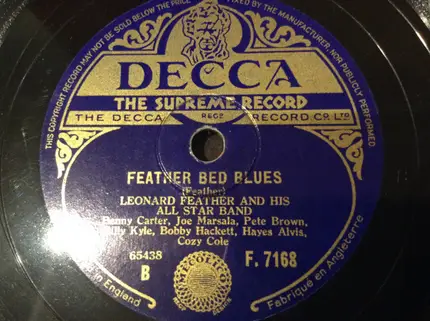 THIS COPYRIGHT RECORD MAY NOT BE SOLD BELOW THE PRICE FIXED BY THE MANUFACTURER, NOR PUBLICLY PERFORMED
DECCA
THE SUPREME RECORD
THE DECCA REGD RECORD. CO. LTD
FEATHER BED BLUES
(Feather)
LEONARD FEATHER AND HIS
ALL STAR BAND
Benny Carter, Joe Marsala, Pete Brown,
Billy Kyle, Bobby Hackett, Hayes Alvis,
Cozy Cole
65438
B
F. 7168
in England
Fabriqué en Angleterre